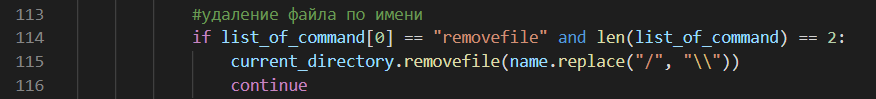 113 #удаление файла по имени
114 if list_of_command[0] == "removefile" and len(list_of_command) == 2:
115 current_directory.removefile(name.replace("/", "\\"))
116 continue